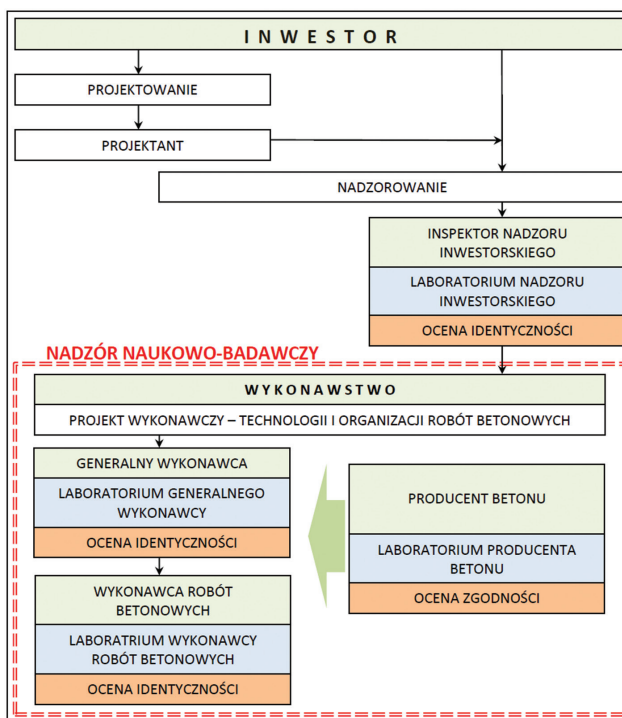 INWESTOR
PROJEKTOWANIE
PROJEKTANT
NADZOROWANIE
INSPEKTOR NADZORU
INWESTORSKIEGO
LABORATORIUM NADZORU
INWESTORSKIEGO
OCENA IDENTYCZNOŚCI
NADZÓR NAUKOWO-BADAWCZY
WYKONAWSTWO
PROJEKT WYKONAWCZY – TECHNOLOGII I ORGANIZACJI ROBÓT BETONOWYCH
GENERALNY WYKONAWCA
LABORATORIUM GENERALNEGO
WYKONAWCY
OCENA IDENTYCZNOŚCI
PRODUCENT BETONU
LABORATORIUM PRODUCENTA
BETONU
OCENA ZGODNOŚCI
WYKONAWCA ROBÓT
BETONOWYCH
LABORATRIUM WYKONAWCY
ROBÓT BETONOWYCH
OCENA IDENTYCZNOŚCI